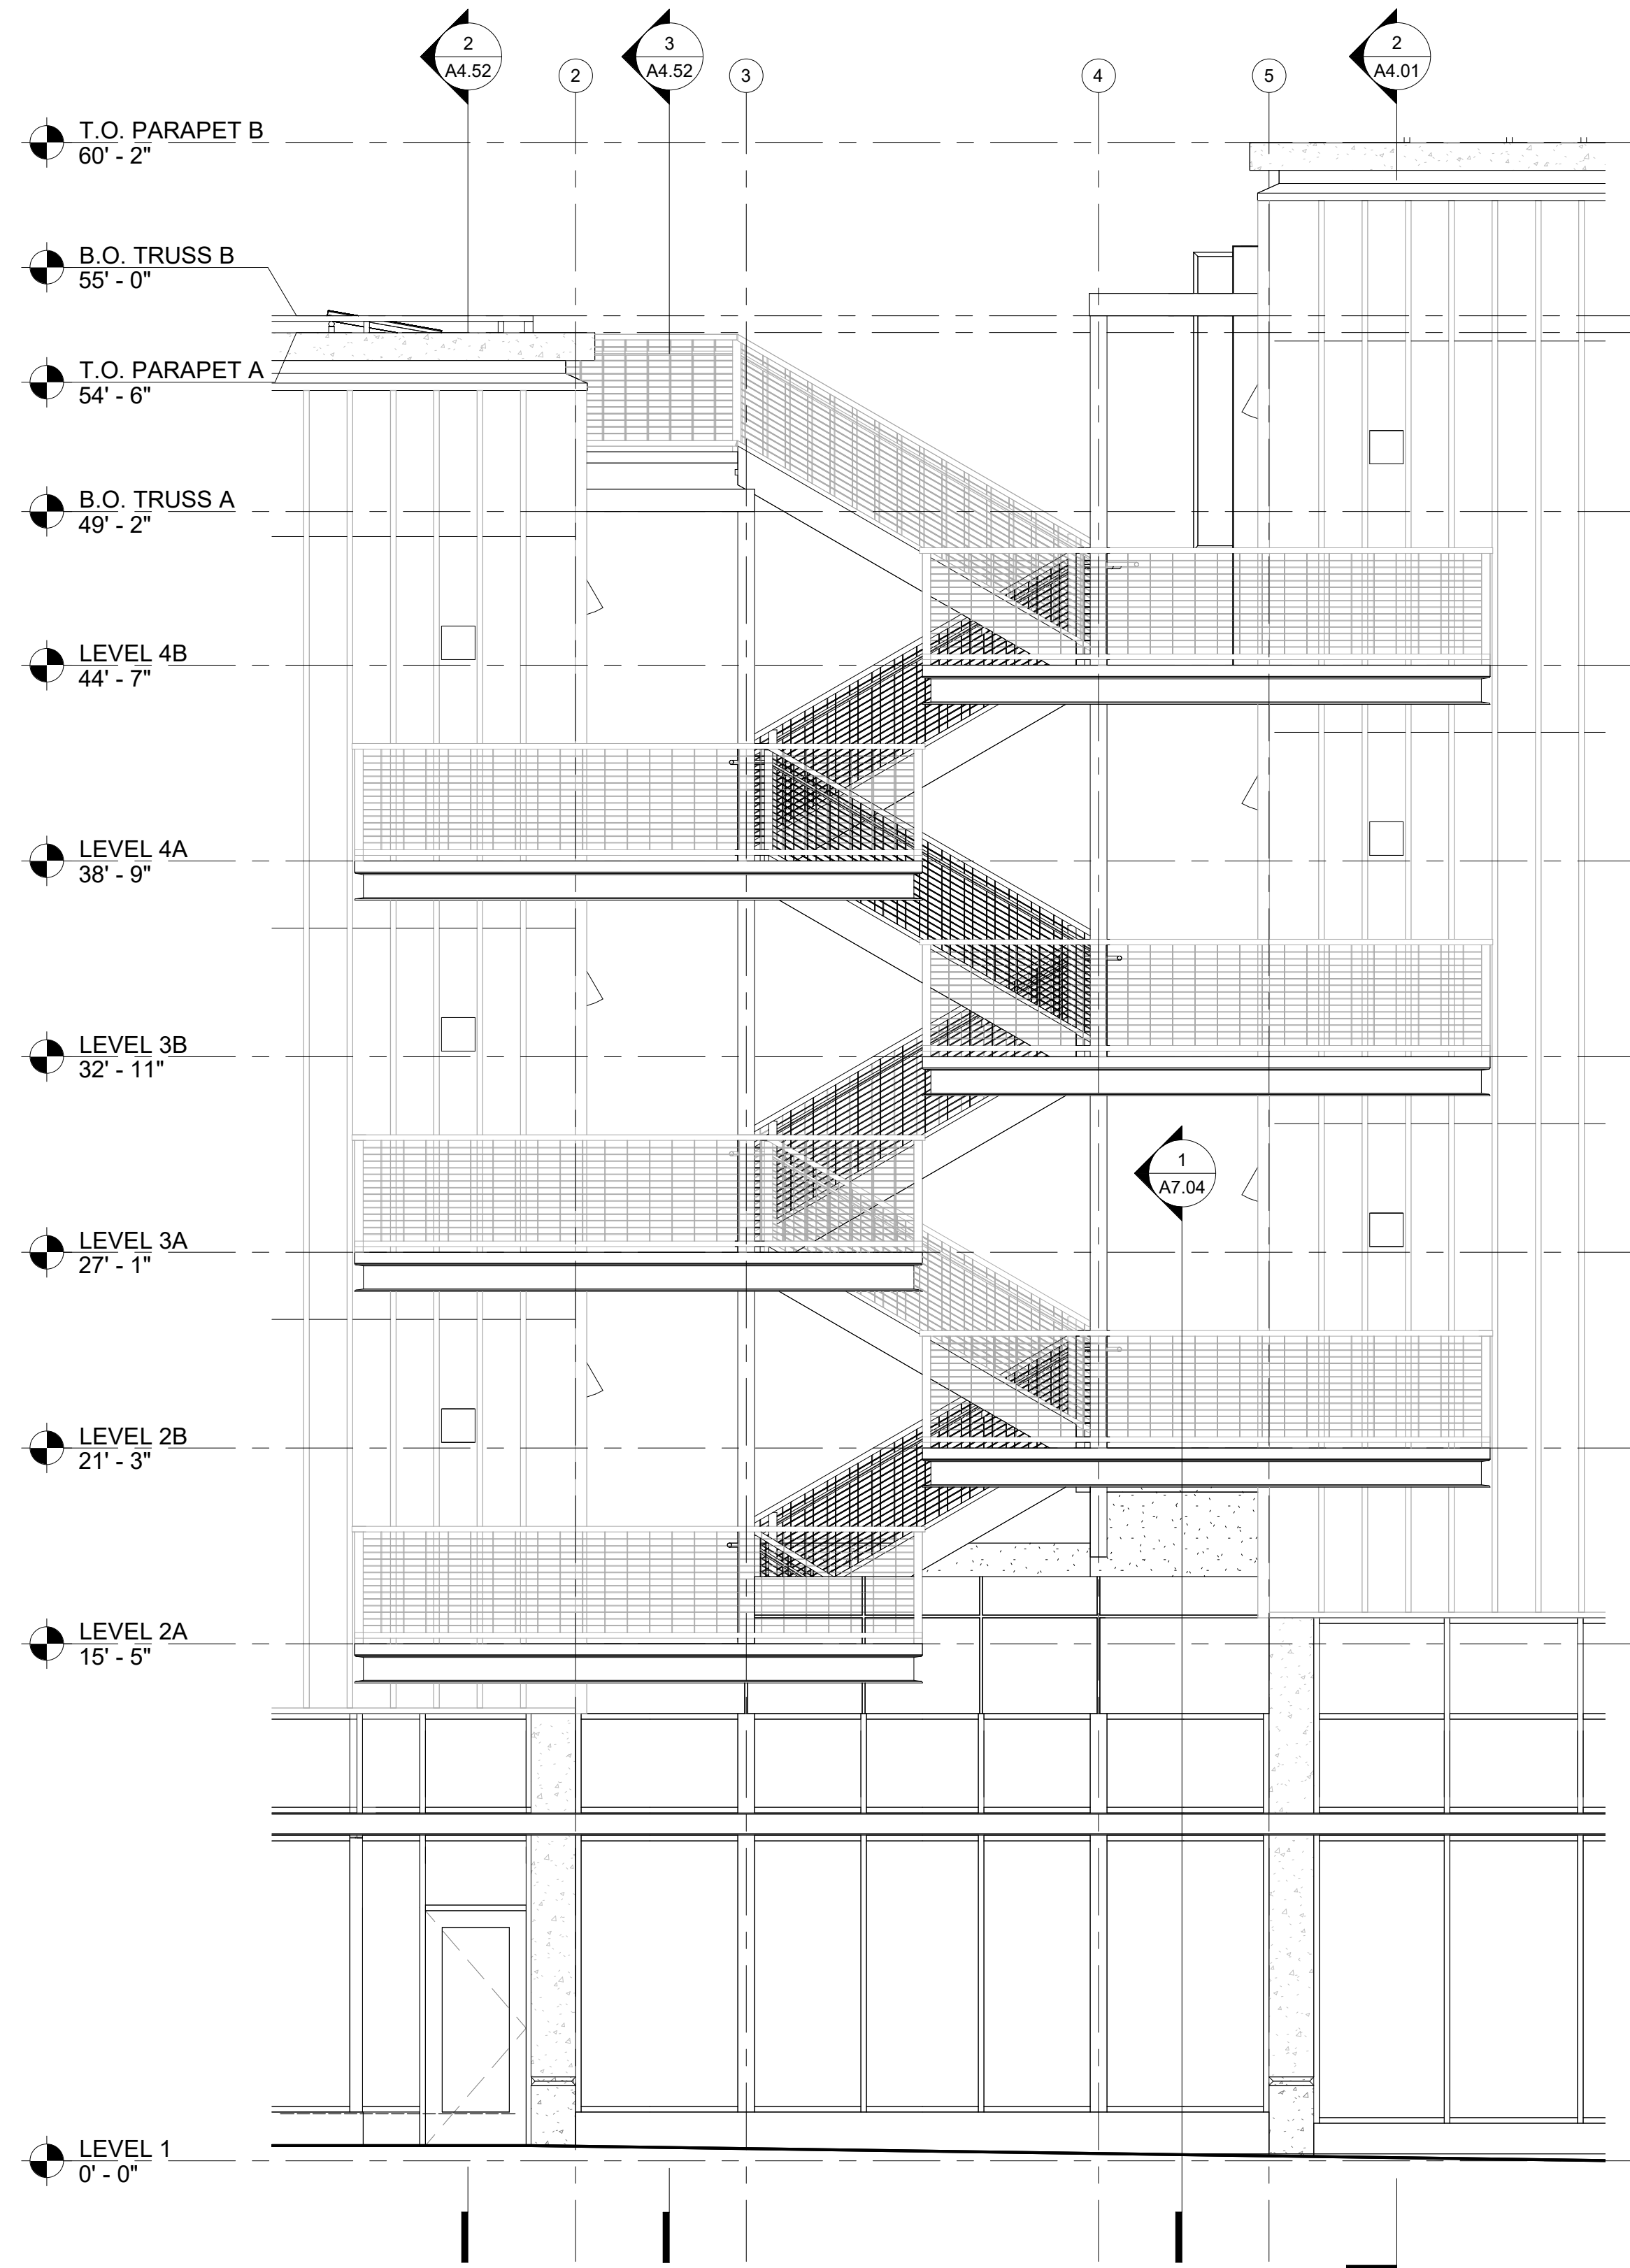 2
A4.52
3
A4.52
2
A4.01
2
3
4
5
T.O. PARAPET B
60' - 2"
B.O. TRUSS B
55' - 0"
T.O. PARAPET A
54' - 6"
B.O. TRUSS A
49' - 2"
LEVEL 4B
44' - 7"
LEVEL 4A
38' - 9"
LEVEL 3B
32' - 11"
1
A7.04
LEVEL 3A
27' - 1"
LEVEL 2B
21' - 3"
LEVEL 2A
15' - 5"
LEVEL 1
0' - 0"